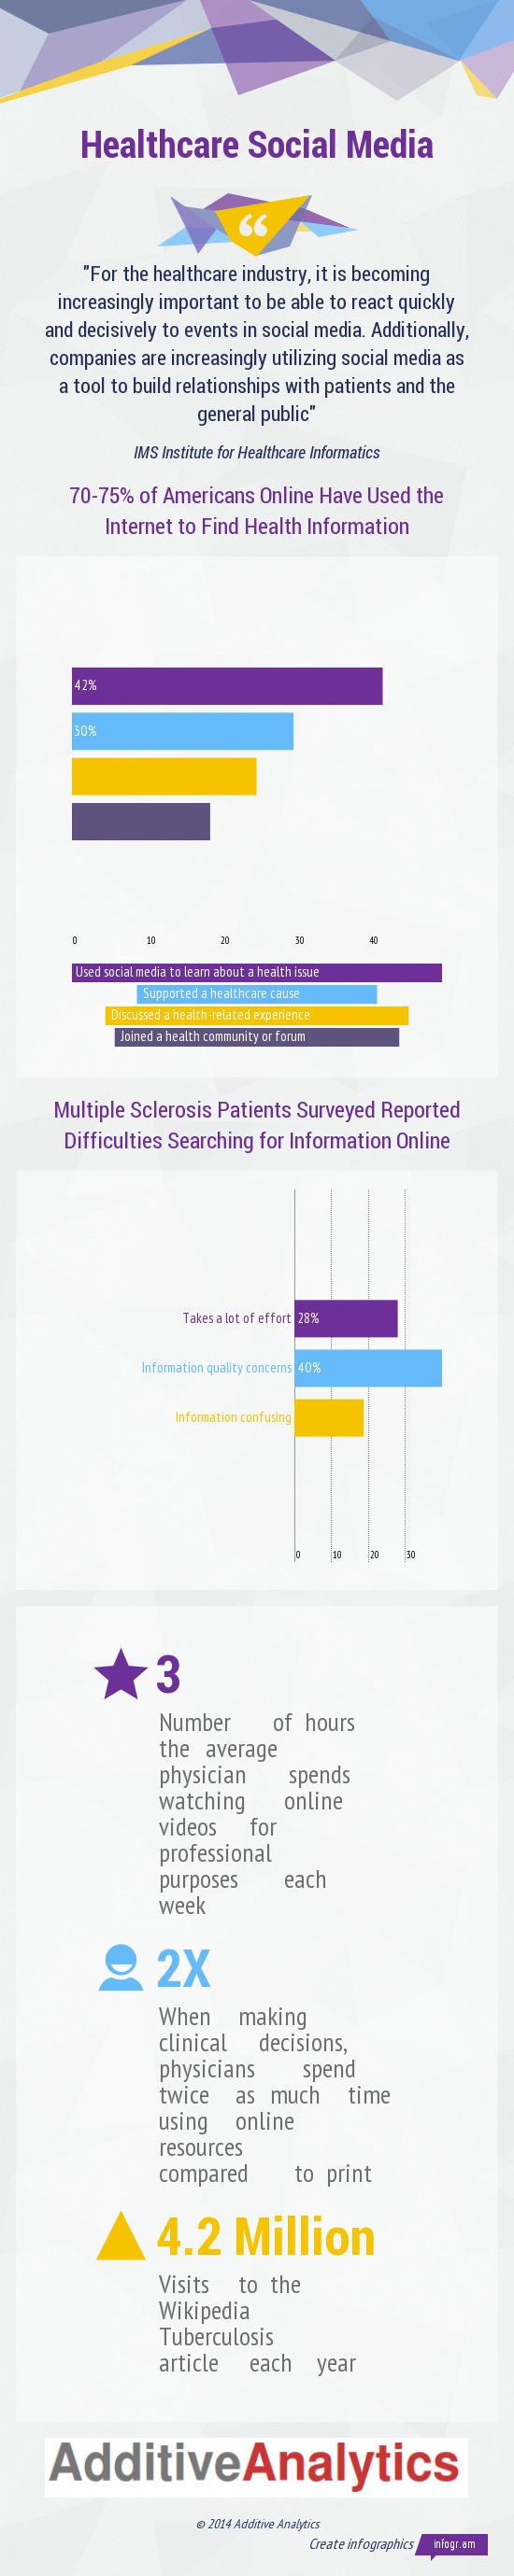 Healthcare Social Media
“
"For the healthcare industry, it is becoming
increasingly important to be able to react quickly
and decisively to events in social media. Additionally,
companies are increasingly utilizing social media as
a tool to build relationships with patients and the
general public"
IMS Institute for Healthcare Informatics
70-75% of Americans Online Have Used the
Internet to Find Health Information
42%
30%
0 10 20 30 40
Used social media to learn about a health issue
Supported a healthcare cause
Discussed a health-related experience
Joined a health community or forum
Multiple Sclerosis Patients Surveyed Reported
Difficulties Searching for Information Online
Takes a lot of effort 28%
Information quality concerns 40%
Information confusing
0 10 20 30
3
Number of hours
the average
physician spends
watching online
videos for
professional
purposes each
week
2X
When making
clinical decisions,
physicians spend
twice as much time
using online
resources
compared to print
4.2 Million
Visits to the
Wikipedia
Tuberculosis
article each year
AdditiveAnalytics
© 2014 Additive Analytics
Create infographics infogr.am